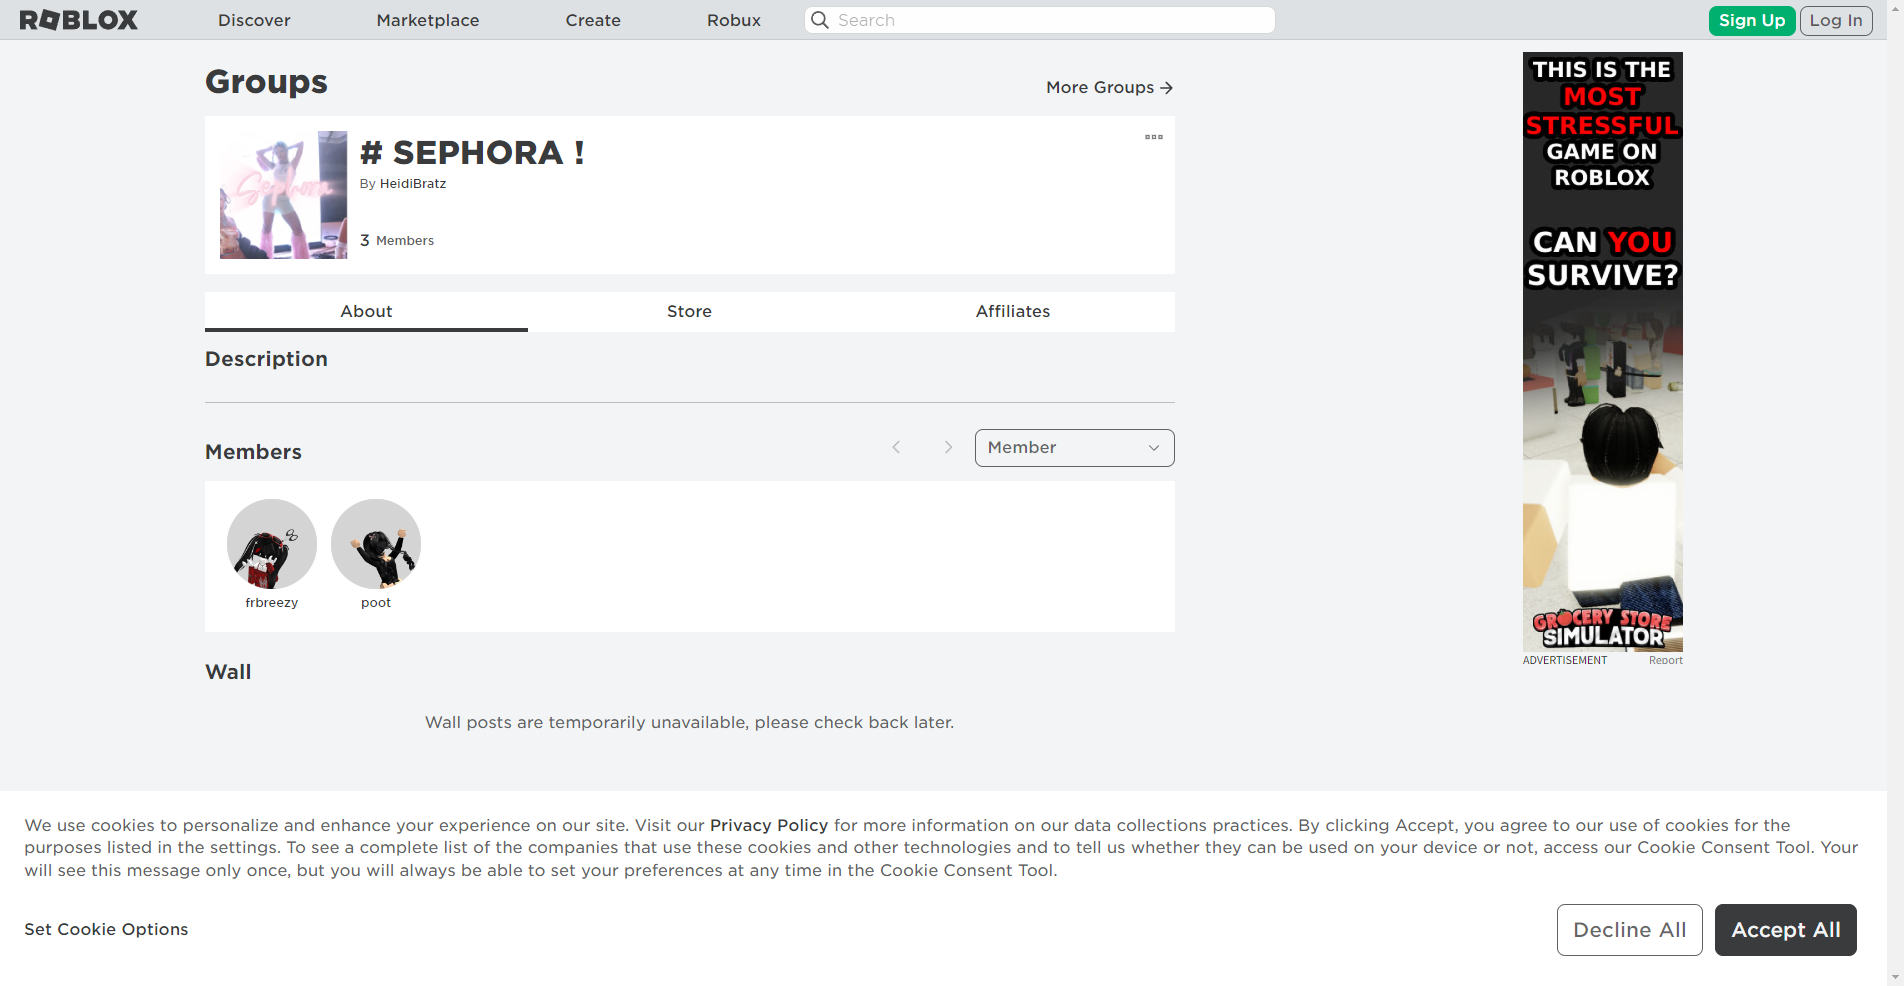 ROBLOX
Discover
Marketplace
Create
Robux
Search
Sign Up
Log In
Groups
More Groups
Sephora
# SEPHORA !
By HeidiBratz
3 Members
About
Store
Affiliates
Description
Members
Member
frbreezy
poot
Wall
Wall posts are temporarily unavailable, please check back later.
THIS IS THE
MOST
STRESSFUL
GAME ON
ROBLOX
CAN YOU
SURVIVE?
GROCERY STORE
SIMULATOR
ADVERTISEMENT
Report
We use cookies to personalize and enhance your experience on our site. Visit our Privacy Policy for more information on our data collections practices. By clicking Accept, you agree to our use of cookies for the
purposes listed in the settings. To see a complete list of the companies that use these cookies and other technologies and to tell us whether they can be used on your device or not, access our Cookie Consent Tool. Your
will see this message only once, but you will always be able to set your preferences at any time in the Cookie Consent Tool.
Set Cookie Options
Decline All
Accept All